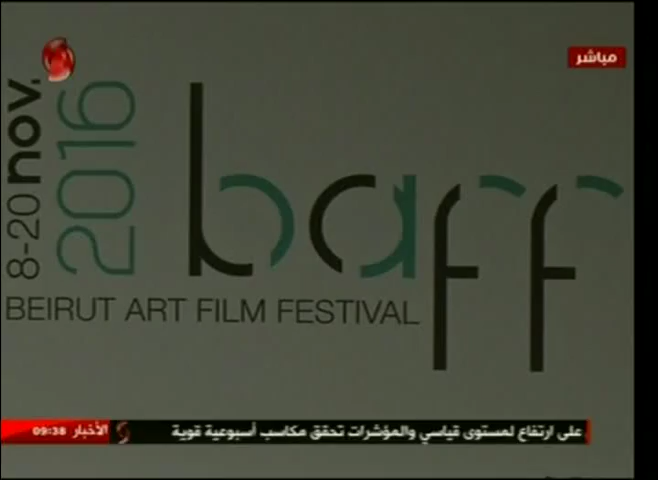 مباشر
8-20 nov.
2016
baff
BEIRUT ART FILM FESTIVAL
على ارتفاع لمستوى قياسي والمؤشرات تحقق مكاسب أسبوعية قوية
الأخبار 09:38